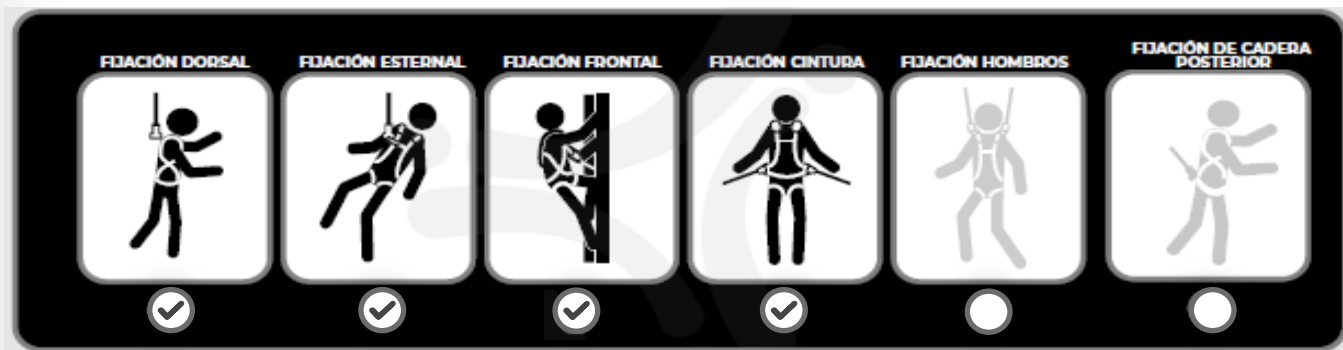 FIJACIÓN DORSAL
FIJACIÓN ESTERNAL
FIJACIÓN FRONTAL
FIJACIÓN CINTURA
FIJACIÓN HOMBROS
FIJACIÓN DE CADERA
POSTERIOR